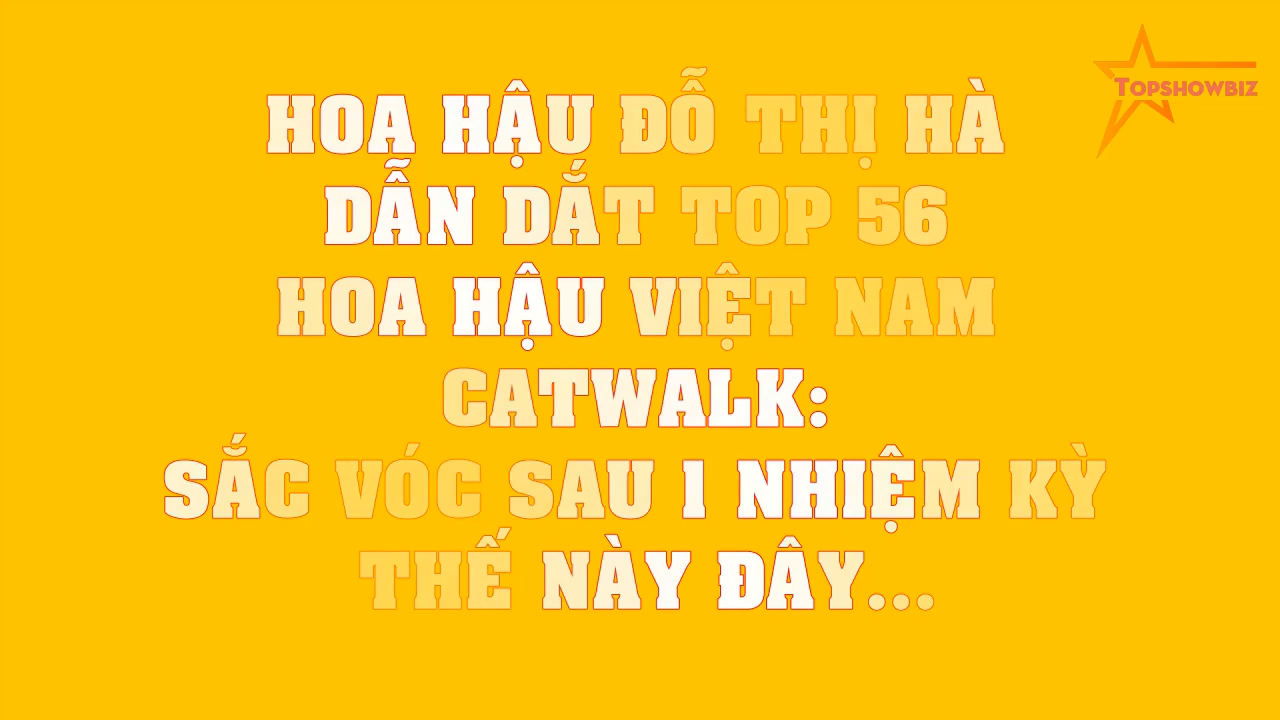 TOPSHOWBIZ
HOA HẬU ĐỖ THỊ HÀ
DẪN DẮT TOP 56
HOA HẬU VIỆT NAM
CATWALK:
SẮC VÓC SAU 1 NHIỆM KỲ
THẾ NÀY ĐÂY...